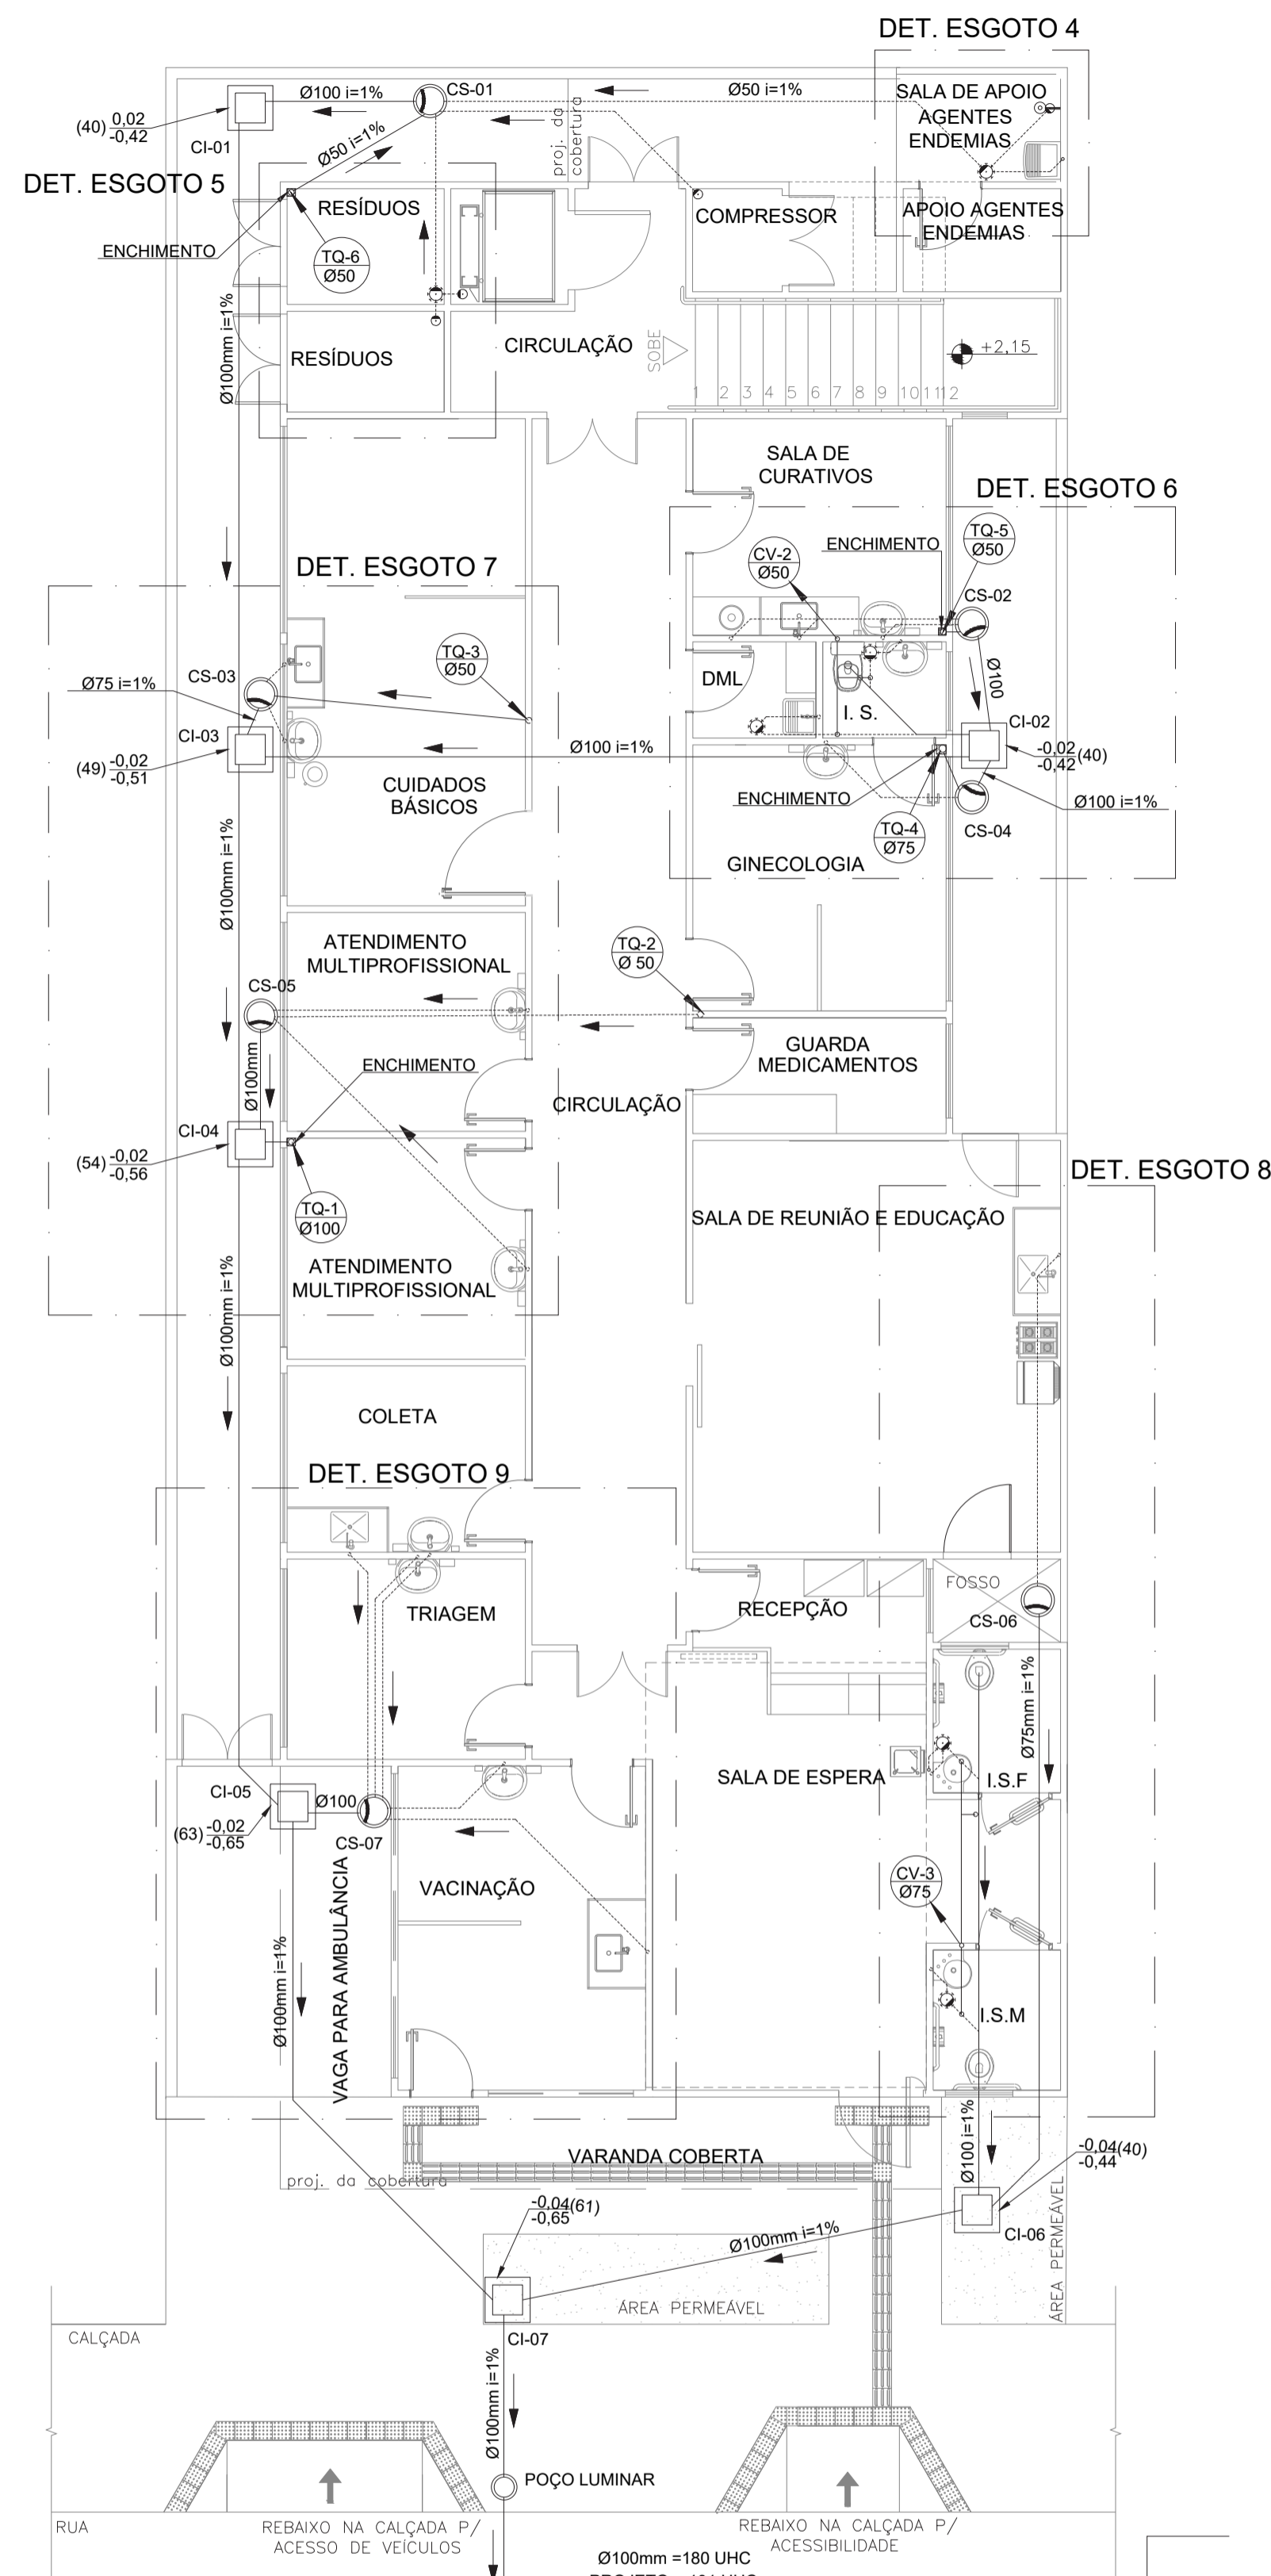 DET. ESGOTO 4
CS-01
Ø100 i=1%
Ø50 i=1%
SALA DE APOIO
AGENTES
ENDEMIAS
(40) 0,02
-0,42
CI-01
Ø50 i=1%
proj. da
cobertura
DET. ESGOTO 5
RESÍDUOS
COMPRESSOR
APOIO AGENTES
ENDEMIAS
ENCHIMENTO
TQ-6
Ø50
Ø100mm i=1%
RESÍDUOS
CIRCULAÇÃO
SOBE
+2,15
1 2 3 4 5 6 7 8 9 10 11 12
SALA DE
CURATIVOS
DET. ESGOTO 6
TQ-5
Ø50
ENCHIMENTO
DET. ESGOTO 7
CV-2
Ø50
CS-02
TQ-3
Ø50
CS-03
Ø75 i=1%
DML
Ø100
I. S.
CI-02
CI-03
Ø100 i=1%
-0,02(40)
-0,42
(49) -0,02
-0,51
CUIDADOS
BÁSICOS
ENCHIMENTO
Ø100 i=1%
CS-04
TQ-4
Ø75
GINECOLOGIA
Ø100mm i=1%
ATENDIMENTO
MULTIPROFISSIONAL
TQ-2
Ø 50
CS-05
GUARDA
MEDICAMENTOS
Ø100mm
ENCHIMENTO
CIRCULAÇÃO
CI-04
(54) -0,02
-0,56
DET. ESGOTO 8
TQ-1
Ø100
SALA DE REUNIÃO E EDUCAÇÃO
ATENDIMENTO
MULTIPROFISSIONAL
Ø100mm i=1%
COLETA
DET. ESGOTO 9
FOSSO
RECEPÇÃO
TRIAGEM
CS-06
Ø75mm i=1%
SALA DE ESPERA
I.S.F
CI-05
Ø100
(63) -0,02
-0,65
CS-07
VACINAÇÃO
CV-3
Ø75
VAGA PARA AMBULÂNCIA
Ø100mm i=1%
I.S.M
Ø100 i=1%
VARANDA COBERTA
-0,04(40)
-0,44
proj. da cobertura
-0,04(61)
-0,65
CI-06
Ø100mm i=1%
ÁREA PERMEÁVEL
ÁREA PERMEÁVEL
CALÇADA
CI-07
Ø100mm i=1%
POÇO LUMINAR
RUA
REBAIXO NA CALÇADA P/
ACESSO DE VEÍCULOS
REBAIXO NA CALÇADA P/
ACESSIBILIDADE
Ø100mm =180 UHC